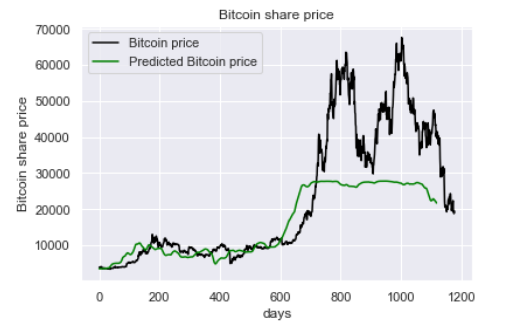 Bitcoin share price
70000
60000
50000
40000
30000
20000
10000
Bitcoin share price
Bitcoin price
Predicted Bitcoin price
0 200 400 600 800 1000 1200
days